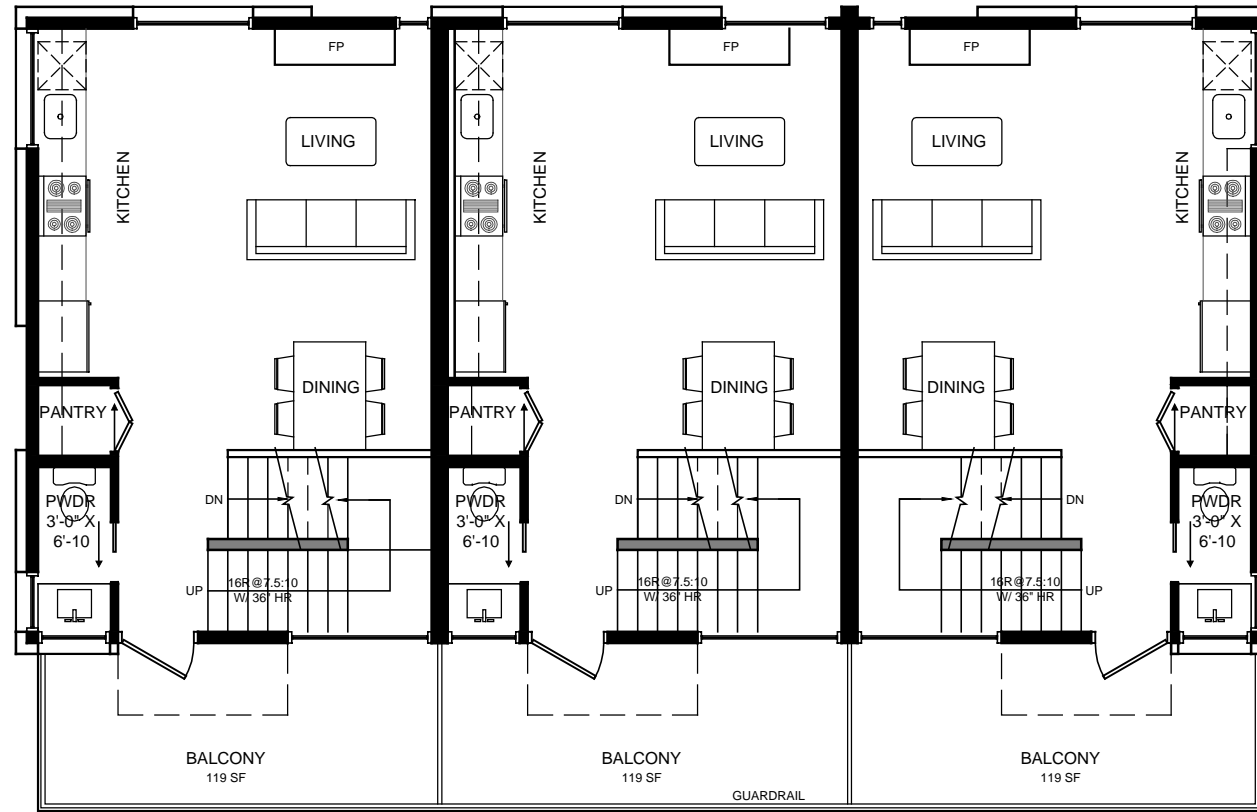 FP
FP
FP
LIVING
LIVING
LIVING
KITCHEN
KITCHEN
KITCHEN
DINING
DINING
DINING
PANTRY
PANTRY
PANTRY
DN
DN
DN
PWDR
3'-0" X
6'-10
PWDR
3'-0" X
6'-10
PWDR
3'-0" X
6'-10
UP
16R@7.5:10
W/ 36" HR
UP
16R@7.5:10
W/ 36" HR
16R@7.5:10
W/ 36" HR
UP
BALCONY
119 SF
BALCONY
119 SF
BALCONY
119 SF
GUARDRAIL